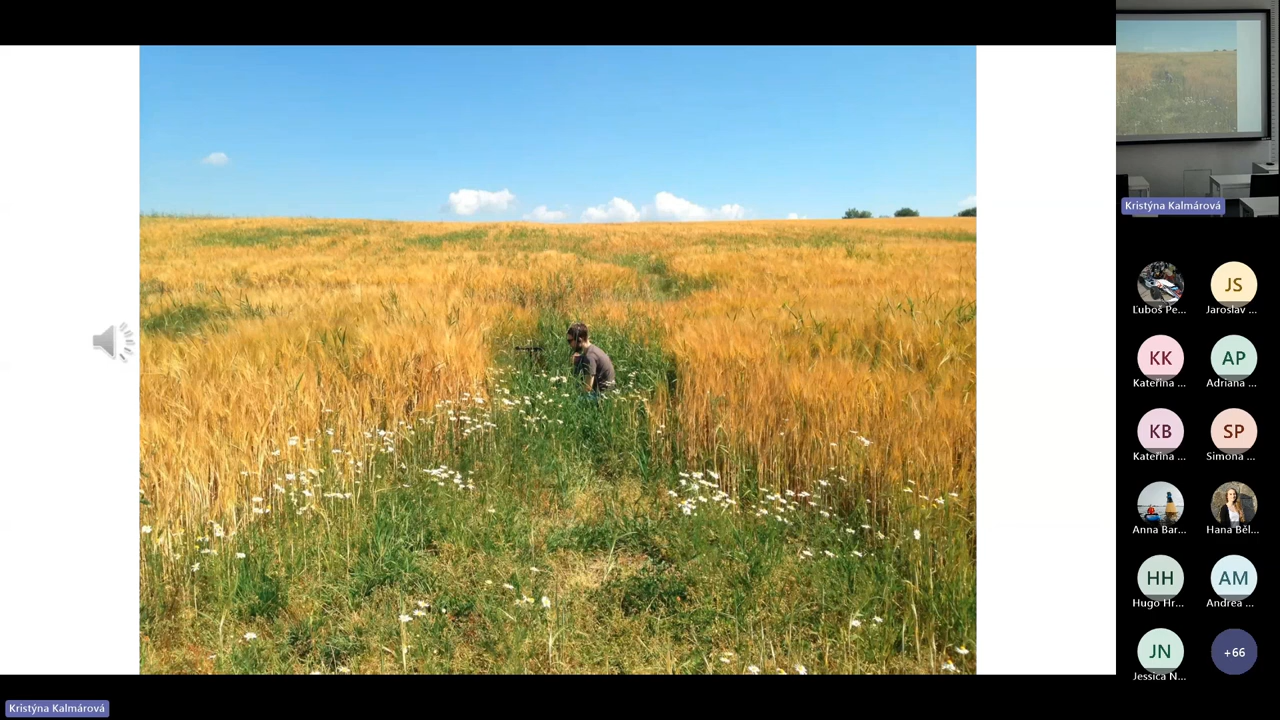 Kristýna Kalmárová
Ľuboš Pe...
JS
Jaroslav ...
KK
Kateřina ...
AP
Adriana ...
KB
Kateřina ...
SP
Simona ...
Anna Bar...
Hana Běl...
HH
Hugo Hr...
AM
Andrea ...
JN
Jessica N...
+66
Kristýna Kalmárová